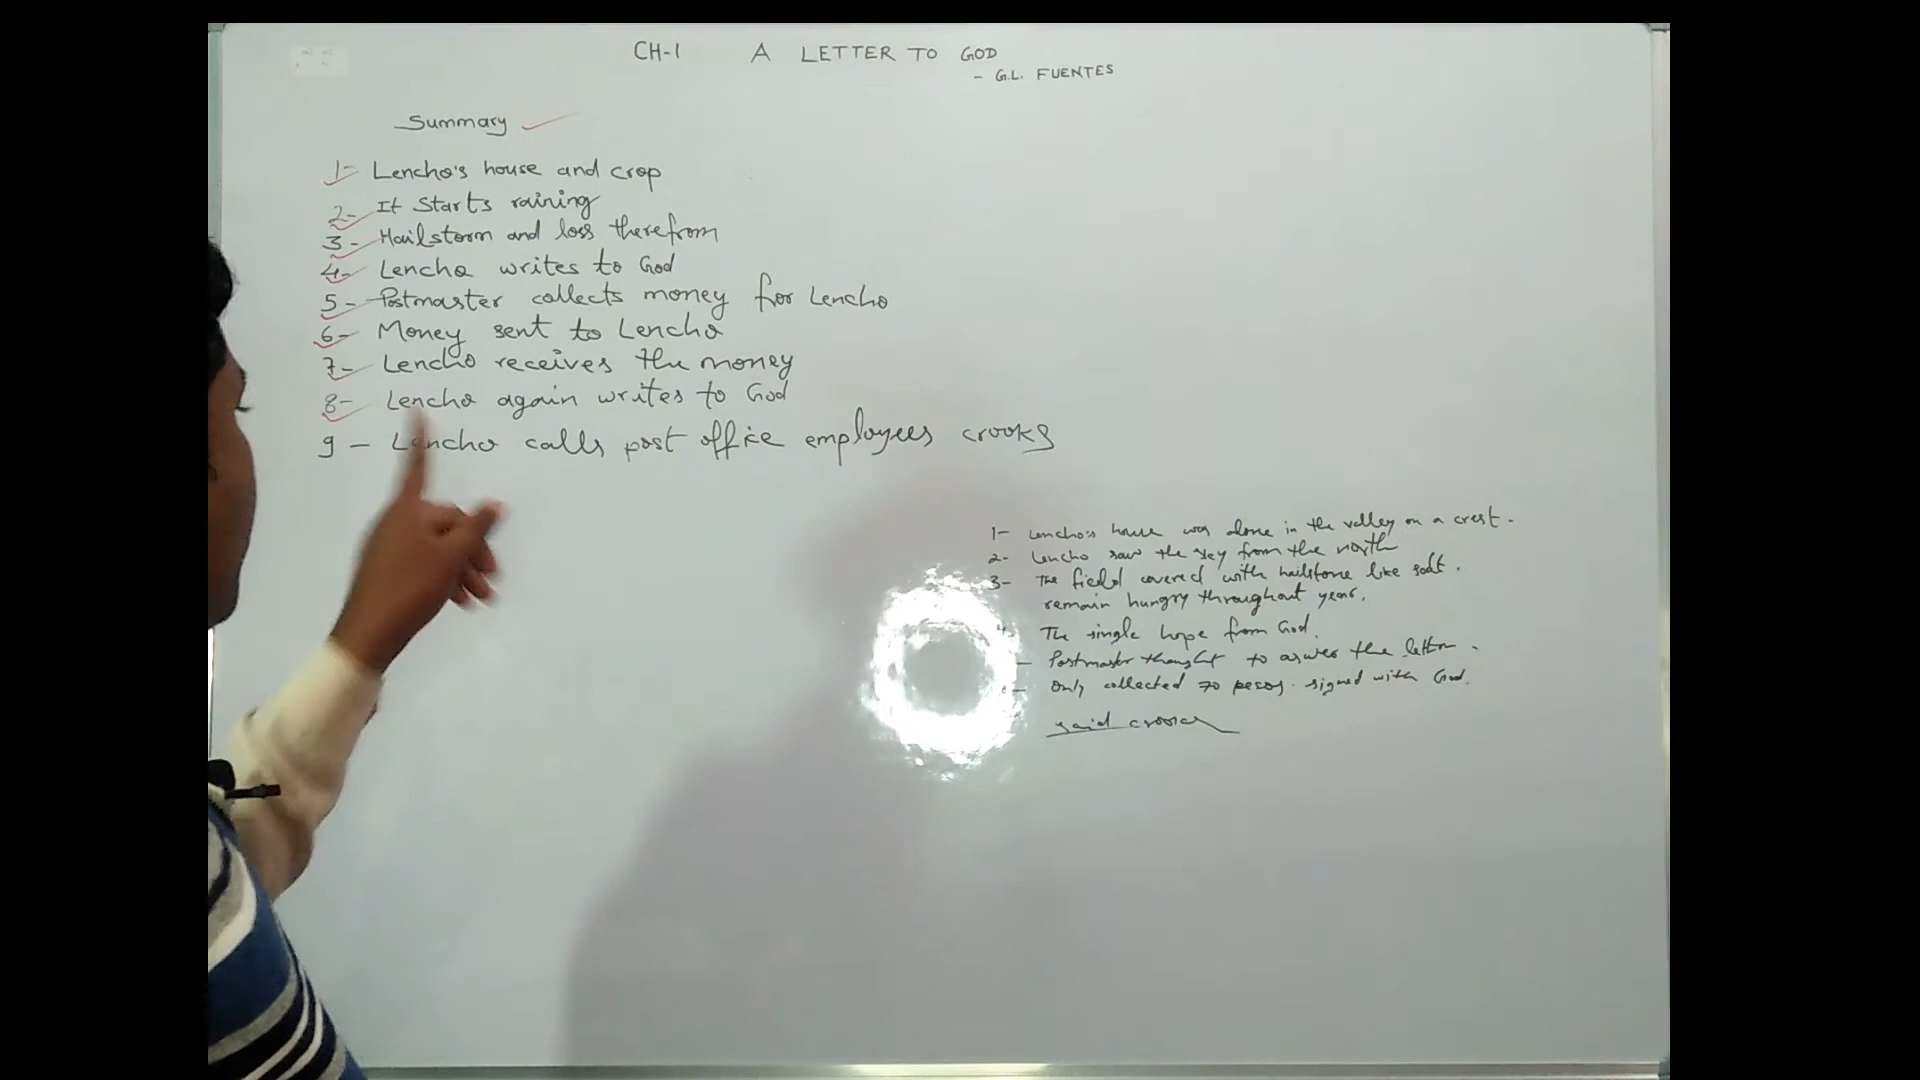 CH-1 A LETTER TO GOD
- G.L. FUENTES
Summary
1- Lencho's house and crop
2- It starts raining
3- Hailstorm and loss therefrom
4- Lencho writes to God
5- Postmaster collects money for Lencho
6- Money sent to Lencho
7- Lencho receives the money
8- Lencho again writes to God
9- Lencho calls post office employees crooks
1- Lencho's house was alone in the valley on a crest.
2- Lencho saw the sky from the north
3- The field covered with hailstone like salt.
remain hungry throughout year.
4- The single hope from God.
- Postmaster thought to answer the letter.
- Only collected 70 pesos. signed with God.
said